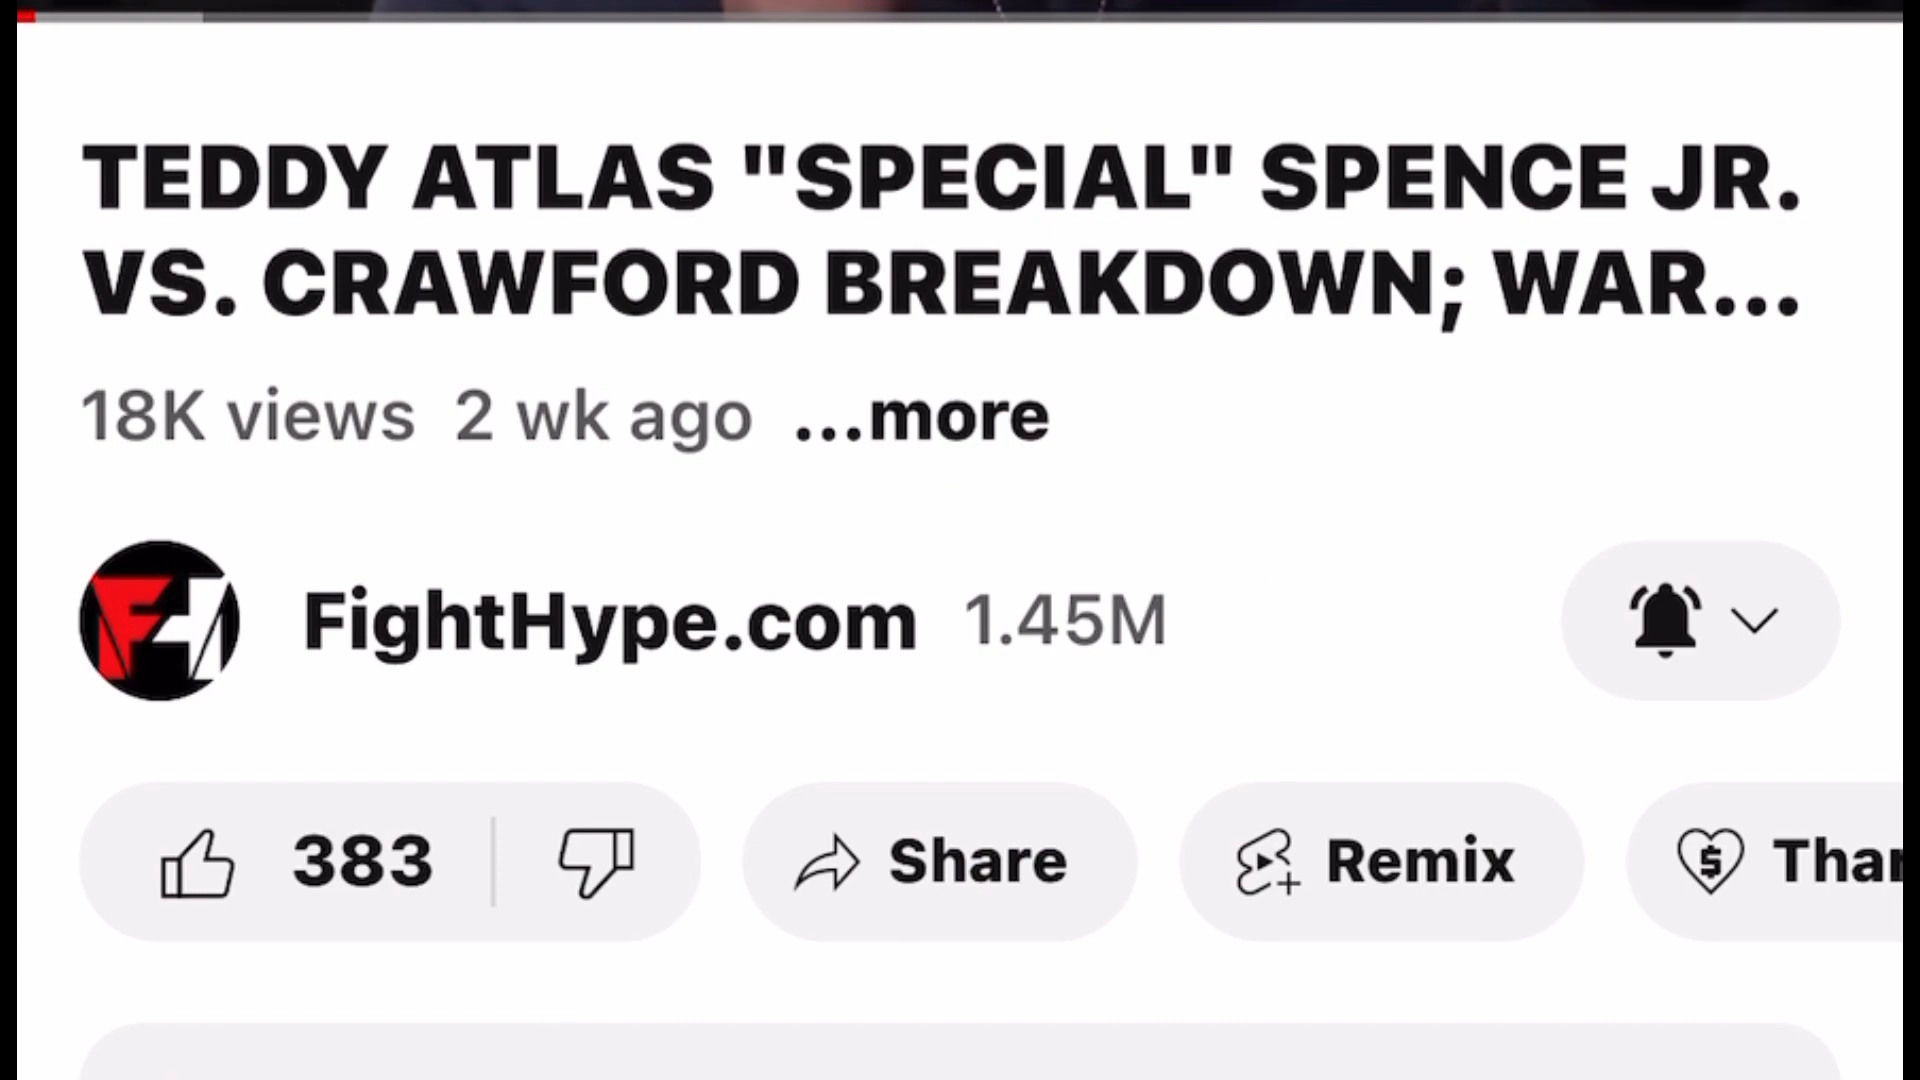 TEDDY ATLAS "SPECIAL" SPENCE JR.
VS. CRAWFORD BREAKDOWN; WAR...
18K views 2 wk ago ...more
FightHype.com 1.45M
383 Share Remix